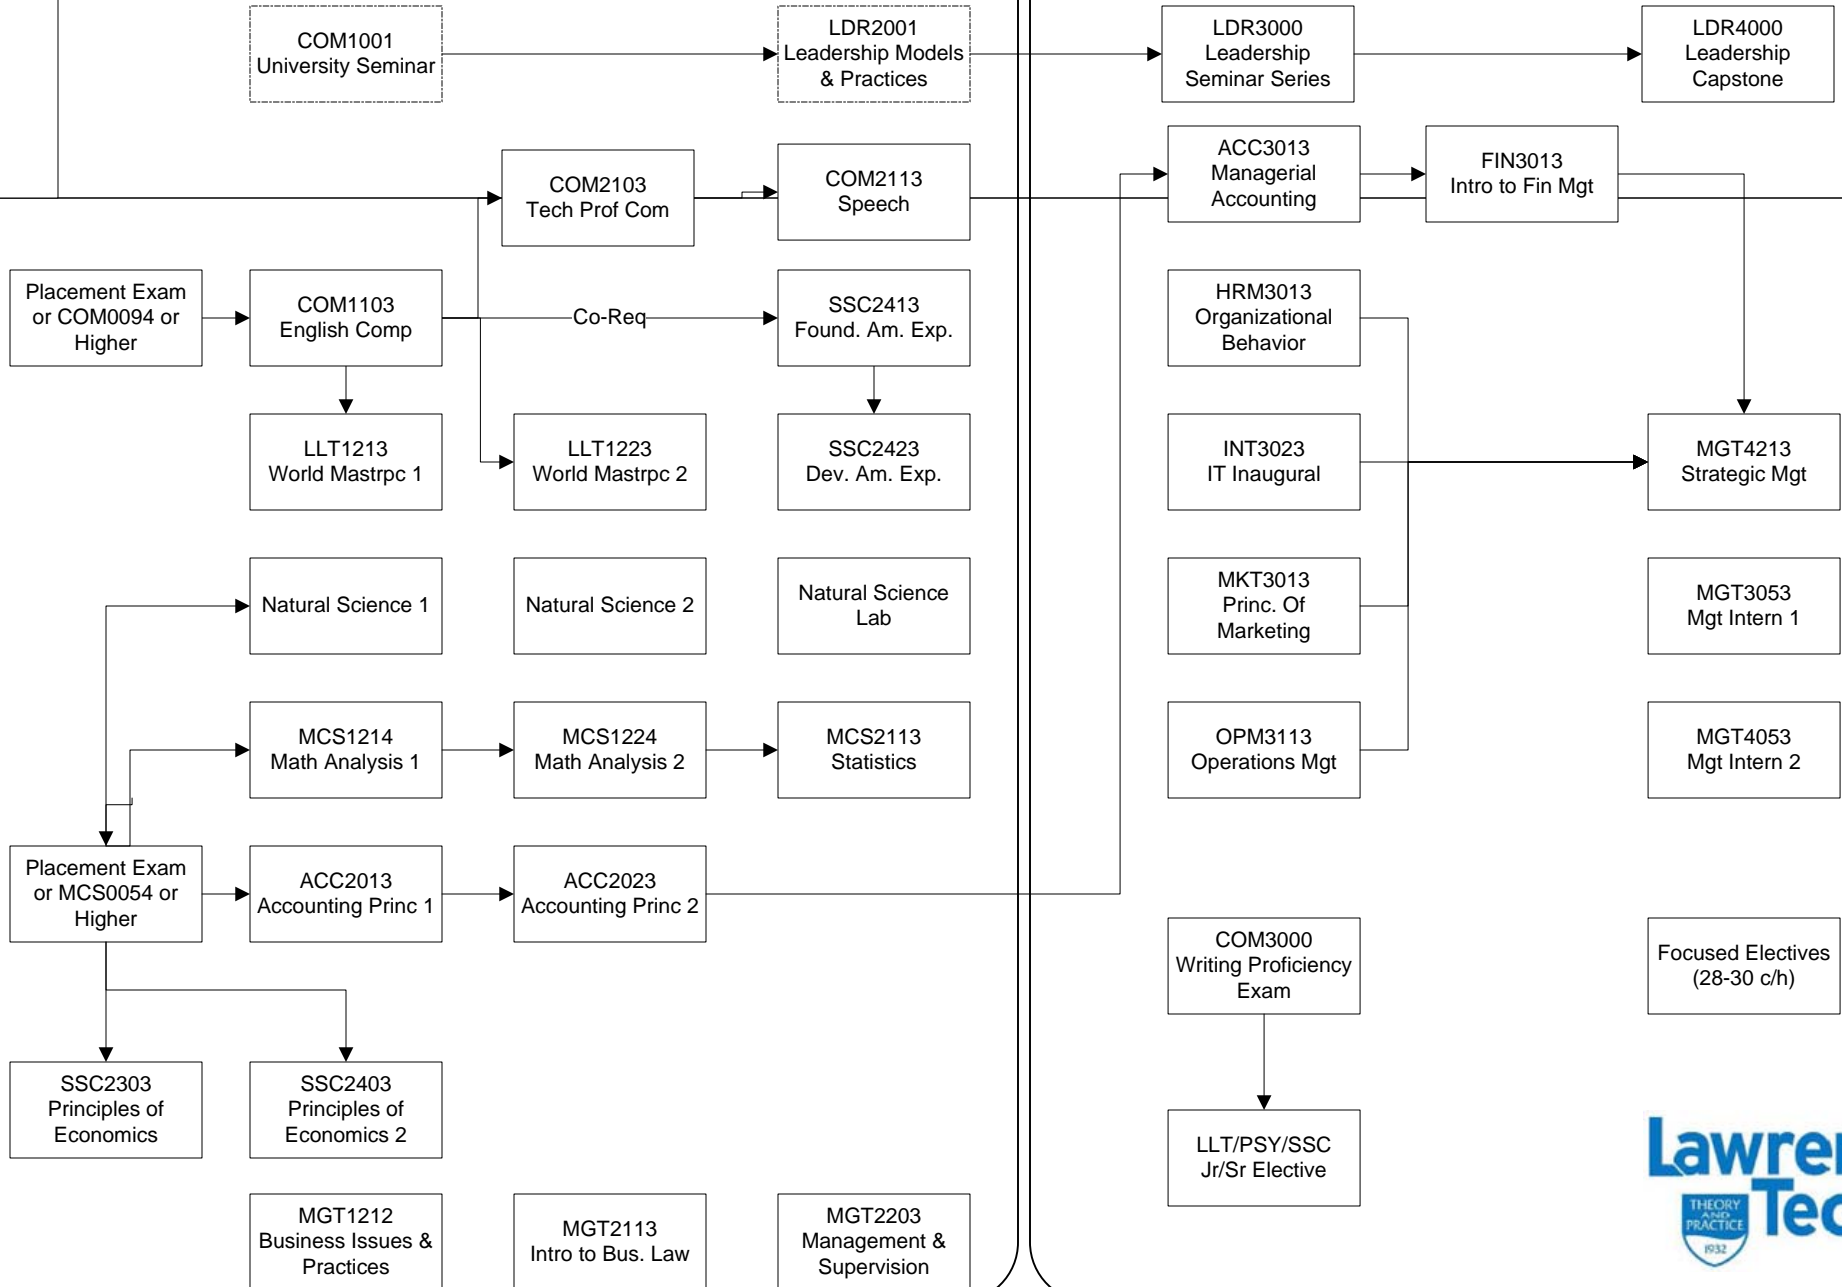 COM1001
University Seminar
LDR2001
Leadership Models
& Practices
LDR3000
Leadership
Seminar Series
LDR4000
Leadership
Capstone
COM2103
Tech Prof Com
COM2113
Speech
ACC3013
Managerial
Accounting
FIN3013
Intro to Fin Mgt
Placement Exam
or COM0094 or
Higher
COM1103
English Comp
Co-Req
SSC2413
Found. Am. Exp.
HRM3013
Organizational
Behavior
LLT1213
World Mastrpc 1
LLT1223
World Mastrpc 2
SSC2423
Dev. Am. Exp.
INT3023
IT Inaugural
MGT4213
Strategic Mgt
Natural Science 1
Natural Science 2
Natural Science
Lab
MKT3013
Princ. Of
Marketing
MGT3053
Mgt Intern 1
MCS1214
Math Analysis 1
MCS1224
Math Analysis 2
MCS2113
Statistics
OPM3113
Operations Mgt
MGT4053
Mgt Intern 2
Placement Exam
or MCS0054 or
Higher
ACC2013
Accounting Princ 1
ACC2023
Accounting Princ 2
COM3000
Writing Proficiency
Exam
Focused Electives
(28-30 c/h)
SSC2303
Principles of
Economics
SSC2403
Principles of
Economics 2
LLT/PSY/SSC
Jr/Sr Elective
MGT1212
Business Issues &
Practices
MGT2113
Intro to Bus. Law
MGT2203
Management &
Supervision
Lawre
Te
THEORY
AND
PRACTICE
1932